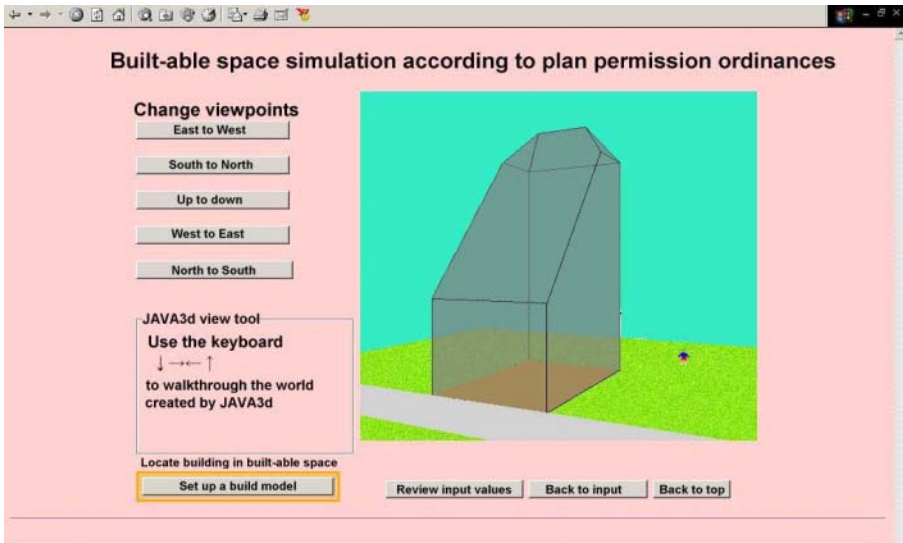 Built-able space simulation according to plan permission ordinances
Change viewpoints
East to West
South to North
Up to down
West to East
North to South
JAVA3d view tool
Use the keyboard
↓→←↑
to walkthrough the world
created by JAVA3d
Locate building in built-able space
Set up a build model
Review input values
Back to input
Back to top